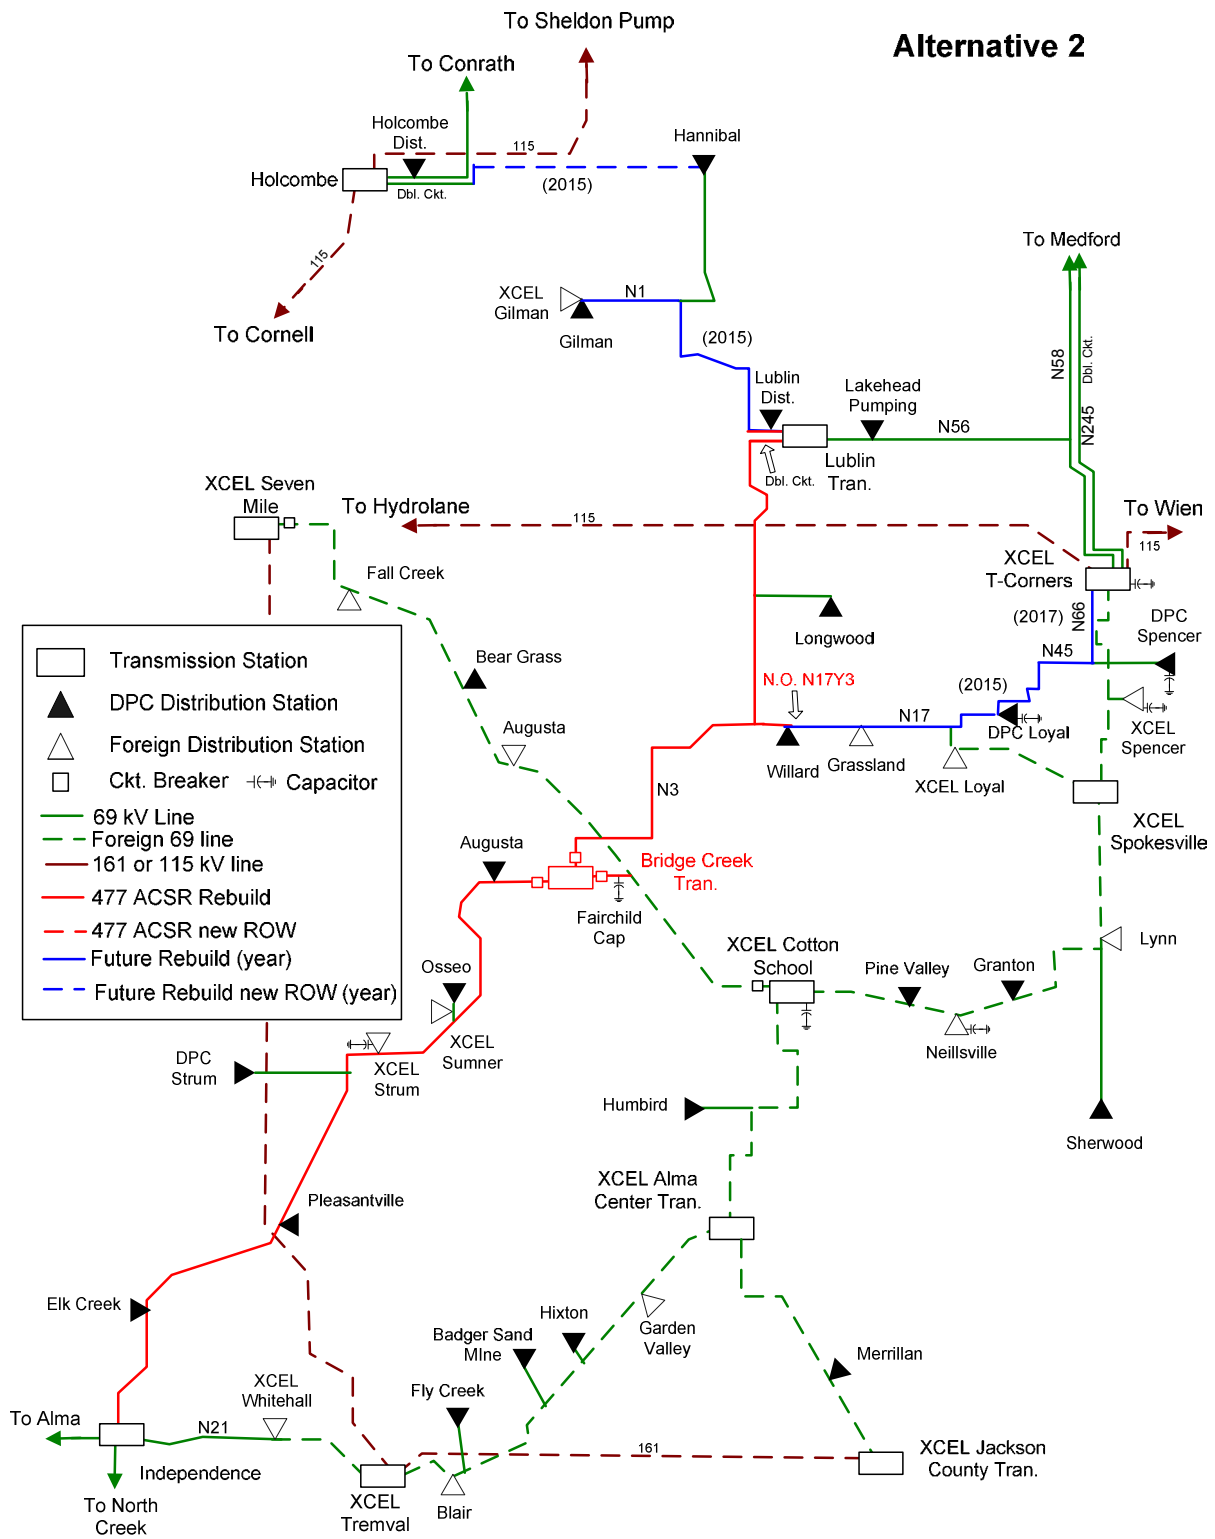 To Sheldon Pump
Alternative 2
To Conrath
Holcombe
Dist.
115
Hannibal
Holcombe
Dbl. Ckt.
(2015)
115
To Cornell
To Medford
XCEL
Gilman
N1
Gilman
(2015)
N58
Dbl. Ckt.
N245
Lublin
Dist.
Lakehead
Pumping
N56
Lublin
Tran.
Dbl. Ckt.
XCEL Seven
Mile
To Hydrolane
115
To Wien
115
XCEL
T-Corners
Fall Creek
(2017)
N66
DPC
Spencer
Longwood
N45
Bear Grass
N.O. N17Y3
(2015)
Augusta
N17
DPC Loyal
XCEL
Spencer
Willard
Grassland
XCEL Loyal
N3
XCEL
Spokesville
Transmission Station
DPC Distribution Station
Foreign Distribution Station
Ckt. Breaker
Capacitor
69 kV Line
Foreign 69 line
161 or 115 kV line
477 ACSR Rebuild
477 ACSR new ROW
Future Rebuild (year)
Future Rebuild new ROW (year)
Augusta
Bridge Creek
Tran.
Fairchild
Cap
XCEL Cotton
School
Lynn
Osseo
Pine Valley
Granton
XCEL
Sumner
Neillsville
DPC
Strum
XCEL
Strum
Humbird
Sherwood
XCEL Alma
Center Tran.
Pleasantville
Elk Creek
Hixton
Garden
Valley
Badger Sand
MIne
Merrillan
XCEL
Whitehall
Fly Creek
To Alma
N21
161
XCEL Jackson
County Tran.
Independence
To North
Creek
XCEL
Tremval
Blair